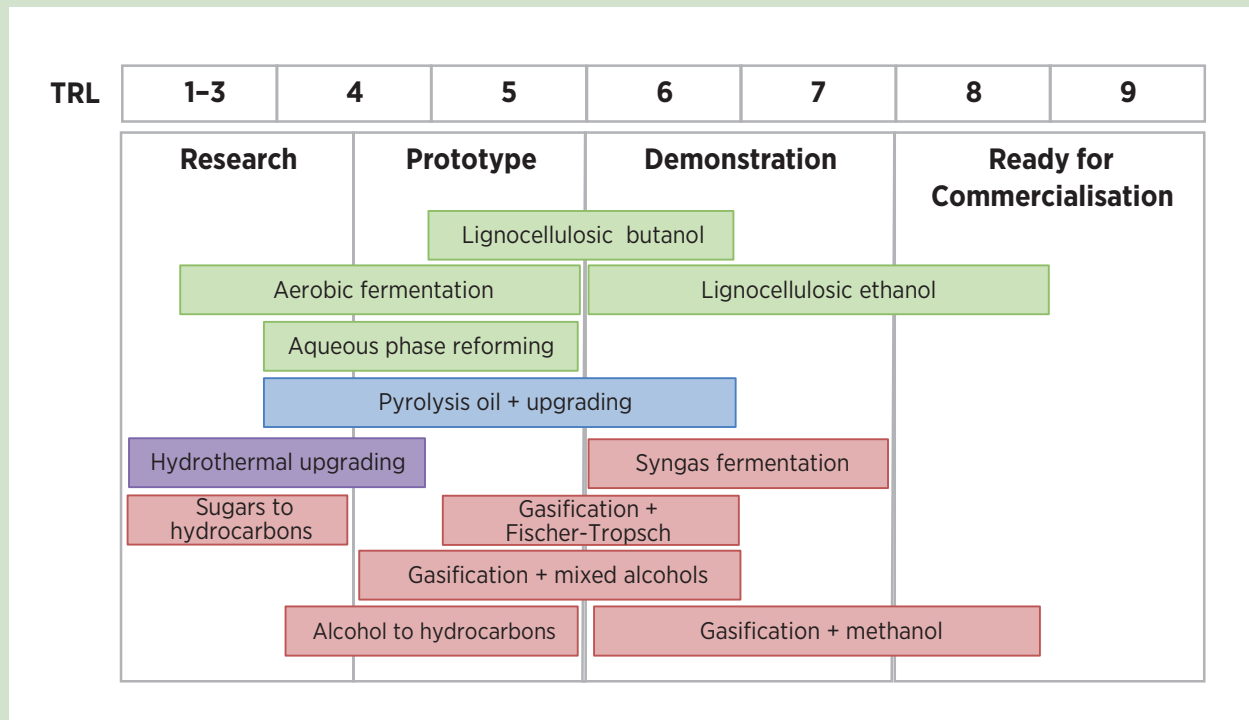 TRL 1–3 4 5 6 7 8 9
Research Prototype Demonstration Ready for
Commercialisation
Lignocellulosic butanol
Aerobic fermentation Lignocellulosic ethanol
Aqueous phase reforming
Pyrolysis oil + upgrading
Hydrothermal upgrading Syngas fermentation
Sugars to
hydrocarbons
Gasification +
Fischer-Tropsch
Gasification + mixed alcohols
Alcohol to hydrocarbons Gasification + methanol